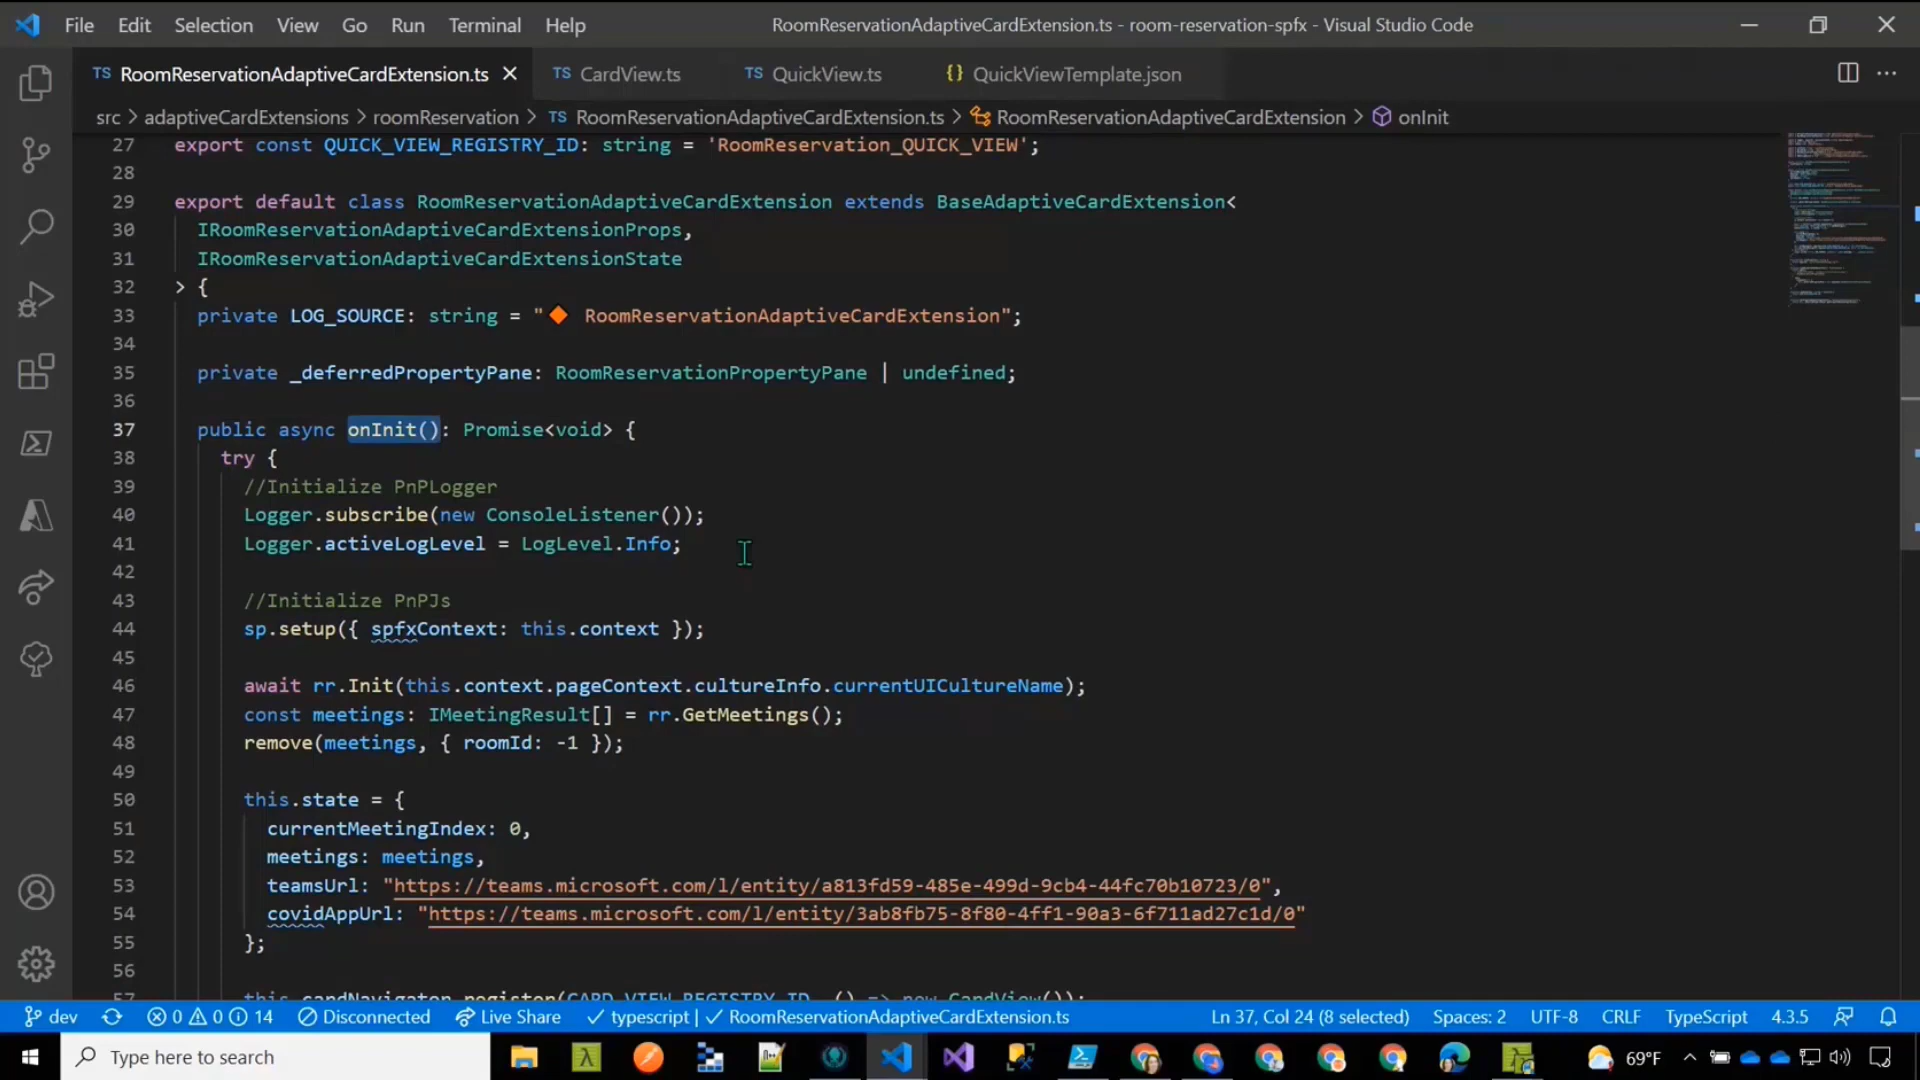 File Edit Selection View Go Run Terminal Help RoomReservationAdaptiveCardExtension.ts - room-reservation-spfx - Visual Studio Code
TS RoomReservationAdaptiveCardExtension.ts TS CardView.ts TS QuickView.ts {} QuickViewTemplate.json
src > adaptiveCardExtensions > roomReservation > TS RoomReservationAdaptiveCardExtension.ts > RoomReservationAdaptiveCardExtension > onInit
27 export const QUICK_VIEW_REGISTRY_ID: string = 'RoomReservation_QUICK_VIEW';
28
29 export default class RoomReservationAdaptiveCardExtension extends BaseAdaptiveCardExtension<
30 IRoomReservationAdaptiveCardExtensionProps,
31 IRoomReservationAdaptiveCardExtensionState
32 > {
33 private LOG_SOURCE: string = "🔶 RoomReservationAdaptiveCardExtension";
34
35 private _deferredPropertyPane: RoomReservationPropertyPane | undefined;
36
37 public async onInit(): Promise<void> {
38 try {
39 //Initialize PnPLogger
40 Logger.subscribe(new ConsoleListener());
41 Logger.activeLogLevel = LogLevel.Info;
42
43 //Initialize PnPJs
44 sp.setup({ spfxContext: this.context });
45
46 await rr.Init(this.context.pageContext.cultureInfo.currentUICultureName);
47 const meetings: IMeetingResult[] = rr.GetMeetings();
48 remove(meetings, { roomId: -1 });
49
50 this.state = {
51 currentMeetingIndex: 0,
52 meetings: meetings,
53 teamsUrl: "https://teams.microsoft.com/l/entity/a813fd59-485e-499d-9cb4-44fc70b10723/0",
54 covidAppUrl: "https://teams.microsoft.com/l/entity/3ab8fb75-8f80-4ff1-90a3-6f711ad27c1d/0"
55 };
56
57 this.cardNavigator.register(CARD_VIEW_REGISTRY_ID, () => new CardView());
dev 0 0 14 Disconnected Live Share typescript | RoomReservationAdaptiveCardExtension.ts Ln 37, Col 24 (8 selected) Spaces: 2 UTF-8 CRLF TypeScript 4.3.5
Type here to search 69°F